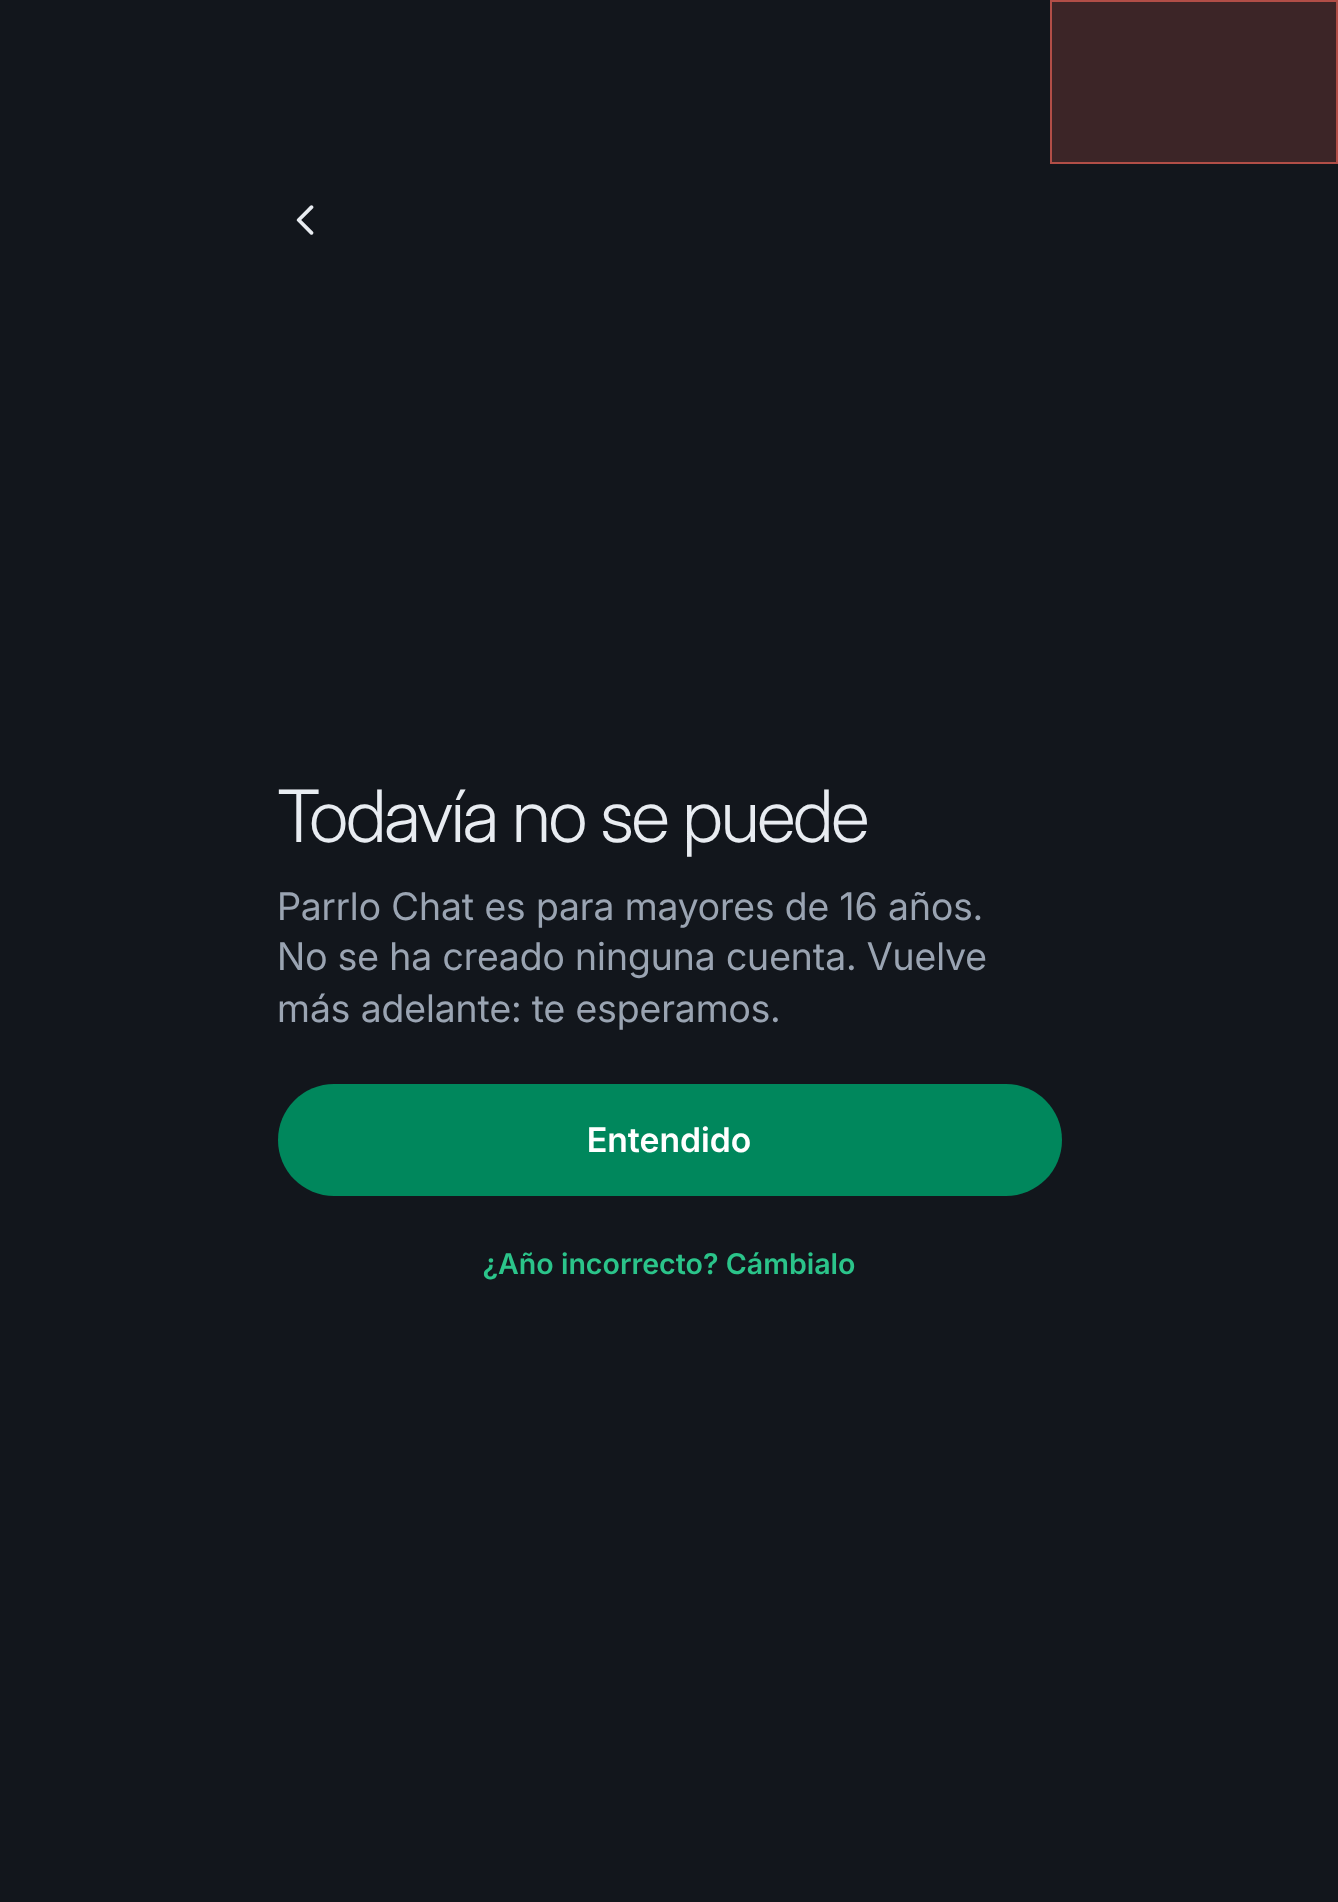 Todavía no se puede
Parrlo Chat es para mayores de 16 años.
No se ha creado ninguna cuenta. Vuelve
más adelante: te esperamos.
Entendido
¿Año incorrecto? Cámbialo